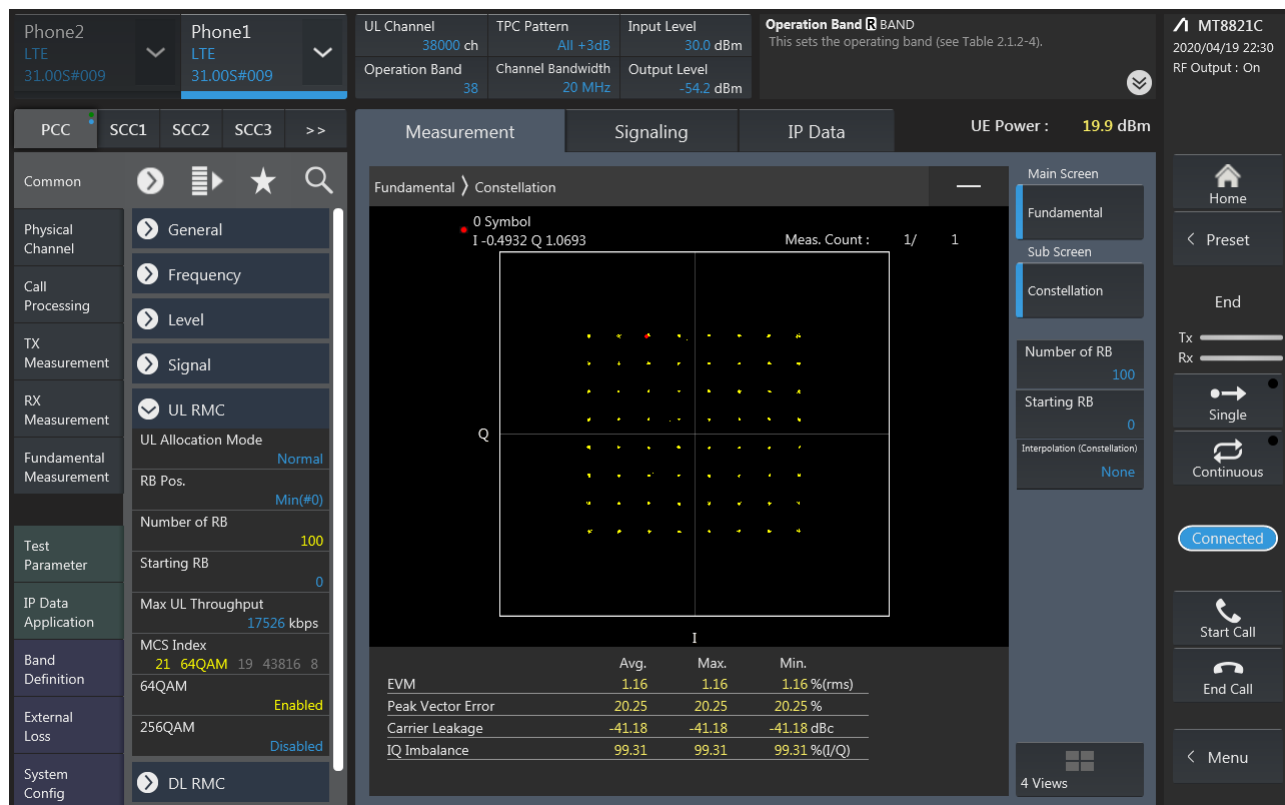 Phone2
LTE
31.00S#009
Phone1
LTE
31.00S#009
UL Channel
38000 ch
TPC Pattern
All +3dB
Input Level
30.0 dBm
Operation Band
38
Channel Bandwidth
20 MHz
Output Level
-54.2 dBm
Operation Band R BAND
This sets the operating band (see Table 2.1.2-4).
MT8821C
2020/04/19 22:30
RF Output : On
PCC SCC1 SCC2 SCC3 >>
Measurement Signaling IP Data
UE Power : 19.9 dBm
Common
Physical
Channel
Call
Processing
TX
Measurement
RX
Measurement
Fundamental
Measurement
Test
Parameter
IP Data
Application
Band
Definition
External
Loss
System
Config
General
Frequency
Level
Signal
UL RMC
UL Allocation Mode
Normal
RB Pos.
Min(#0)
Number of RB
100
Starting RB
0
Max UL Throughput
17526 kbps
MCS Index
21 64QAM 19 43816 8
64QAM
Enabled
256QAM
Disabled
DL RMC
Fundamental 〉 Constellation
0 Symbol
I -0.4932 Q 1.0693
Meas. Count : 1/ 1
Q
I
Avg. Max. Min.
EVM 1.16 1.16 1.16 %(rms)
Peak Vector Error 20.25 20.25 20.25 %
Carrier Leakage -41.18 -41.18 -41.18 dBc
IQ Imbalance 99.31 99.31 99.31 %(I/Q)
Main Screen
Fundamental
Sub Screen
Constellation
Number of RB
100
Starting RB
0
Interpolation (Constellation)
None
4 Views
Home
< Preset
End
Tx
Rx
Single
Continuous
Connected
Start Call
End Call
< Menu